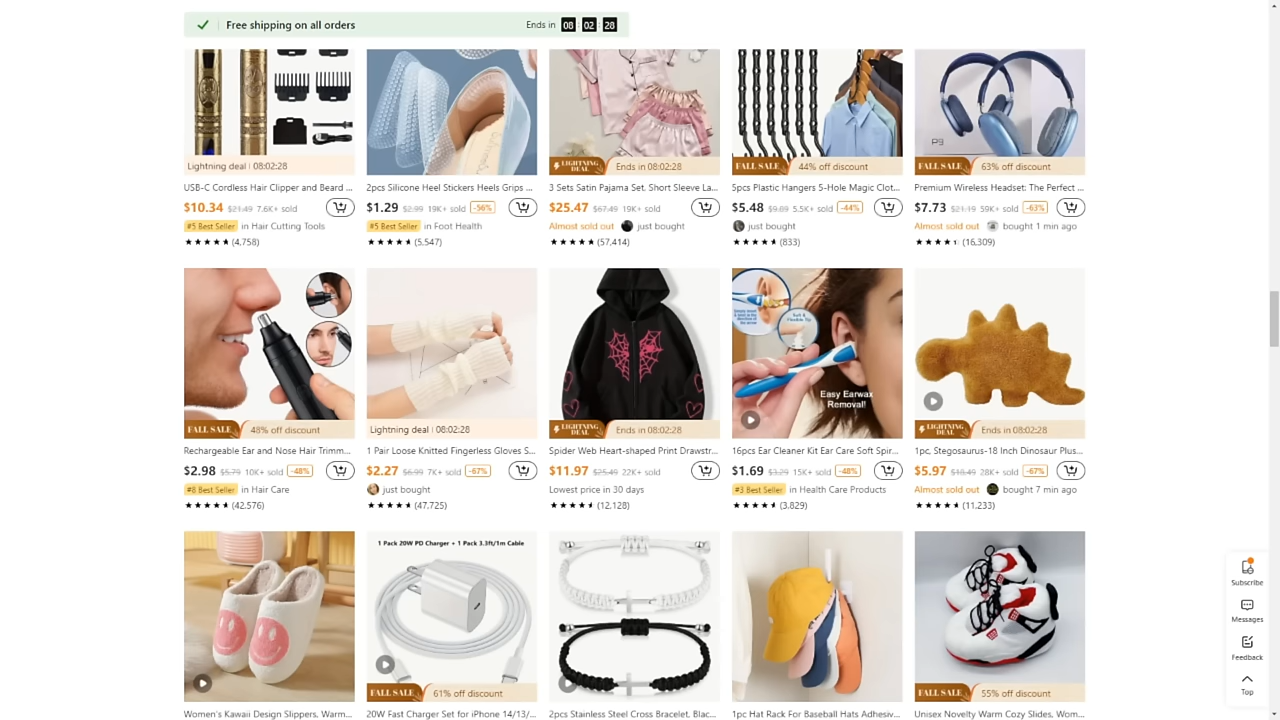 Free shipping on all orders
Ends in 08 : 02 : 28
Lightning deal | 08:02:28
USB-C Cordless Hair Clipper and Beard ...
$10.34 $21.49 7.6K+ sold
#5 Best Seller in Hair Cutting Tools
(4,758)
2pcs Silicone Heel Stickers Heels Grips ...
$1.29 $2.99 19K+ sold -56%
#5 Best Seller in Foot Health
(5,547)
LIGHTNING DEAL Ends in 08:02:28
3 Sets Satin Pajama Set, Short Sleeve La...
$25.47 $67.49 19K+ sold
Almost sold out just bought
(57,414)
FALL SALE 44% off discount
5pcs Plastic Hangers 5-Hole Magic Clot...
$5.48 $9.89 5.5K+ sold -44%
just bought
(833)
P9
FALL SALE 63% off discount
Premium Wireless Headset: The Perfect ...
$7.73 $21.19 59K+ sold -63%
Almost sold out bought 1 min ago
(16,309)
FALL SALE 48% off discount
Rechargeable Ear and Nose Hair Trimm...
$2.98 $5.79 10K+ sold -48%
#8 Best Seller in Hair Care
(42,576)
Lightning deal | 08:02:28
1 Pair Loose Knitted Fingerless Gloves S...
$2.27 $6.99 7K+ sold -67%
just bought
(47,725)
LIGHTNING DEAL Ends in 08:02:28
Spider Web Heart-shaped Print Drawstr...
$11.97 $25.49 22K+ sold
Lowest price in 30 days
(12,128)
Soft &
Flexible Tip
Easy Earwax
Removal!
16pcs Ear Cleaner Kit Ear Care Soft Spir...
$1.69 $3.29 15K+ sold -48%
#3 Best Seller in Health Care Products
(3,829)
LIGHTNING DEAL Ends in 08:02:28
1pc, Stegosaurus-18 Inch Dinosaur Plus...
$5.97 $18.49 28K+ sold -67%
Almost sold out bought 7 min ago
(11,233)
Women's Kawaii Design Slippers, Warm...
1 Pack 20W PD Charger + 1 Pack 3.3ft/1m Cable
FALL SALE 61% off discount
20W Fast Charger Set for iPhone 14/13/...
2pcs Stainless Steel Cross Bracelet, Blac...
1pc Hat Rack For Baseball Hats Adhesiv...
FALL SALE 55% off discount
Unisex Novelty Warm Cozy Slides, Wom...
Subscribe
Messages
Feedback
Top